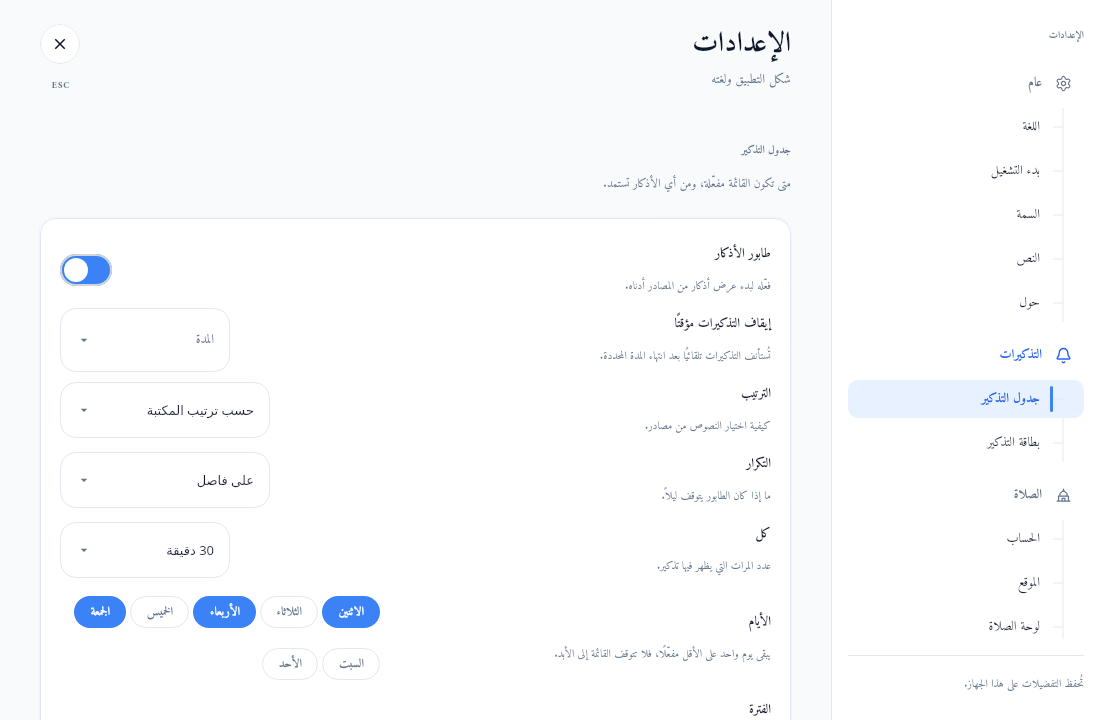 الإعدادات
عام
اللغة
بدء التشغيل
السمة
النص
حول
التذكيرات
جدول التذكير
بطاقة التذكير
الصلاة
الحساب
الموقع
لوحة الصلاة
تُحفظ التفضيلات على هذا الجهاز.
الإعدادات
شكل التطبيق ولغته
ESC
جدول التذكير
متى تكون القائمة مفعّلة، ومن أي الأذكار تستمد.
طابور الأذكار
فعّله لبدء عرض أذكار من المصادر أدناه.
إيقاف التذكيرات مؤقتًا
تُستأنف التذكيرات تلقائيًا بعد انتهاء المدة المحددة.
المدة
الترتيب
كيفية اختيار النصوص من مصادر.
حسب ترتيب المكتبة
التكرار
ما إذا كان الطابور يتوقف ليلاً.
على فاصل
كل
عدد المرات التي يظهر فيها تذكير.
30 دقيقة
الأيام
يبقى يوم واحد على الأقل مفعّلًا، فلا تتوقف القائمة إلى الأبد.
الاثنين الثلاثاء الأربعاء الخميس الجمعة
السبت الأحد
الفترة